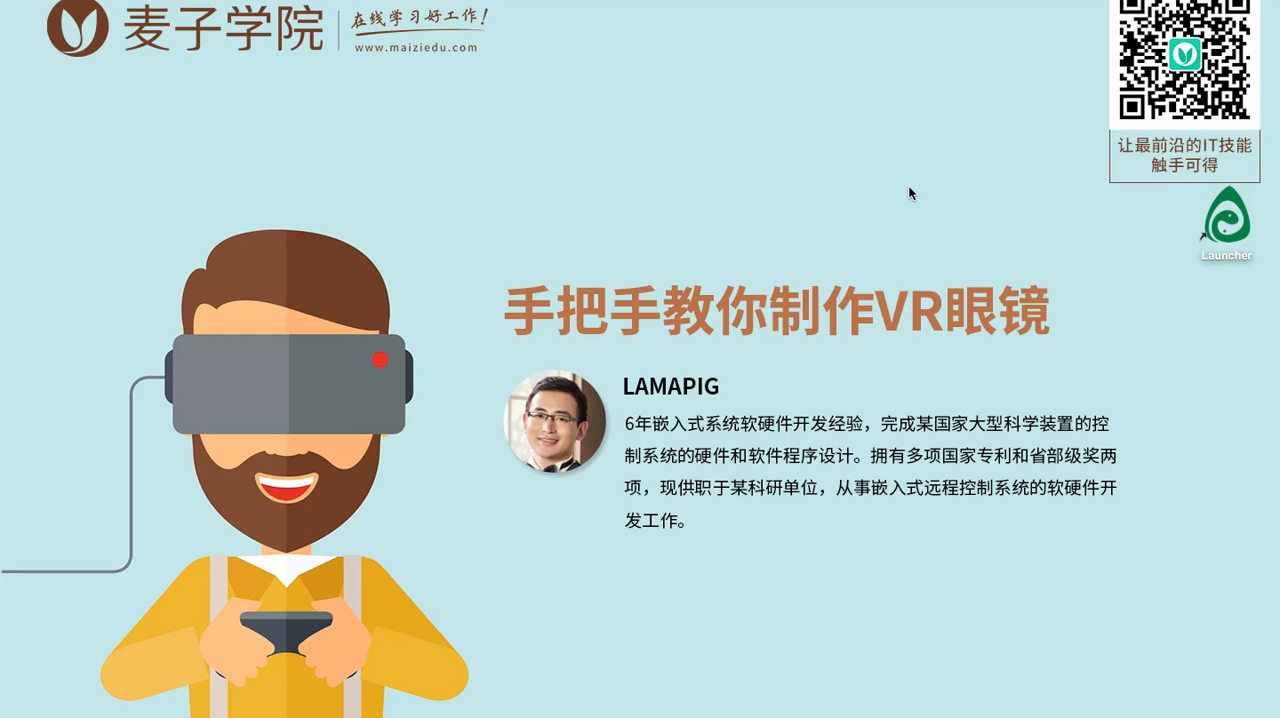 麦子学院
在线学习好工作!
www.maiziedu.com
让最前沿的IT技能
触手可得
Launcher
手把手教你制作VR眼镜
LAMAPIG
6年嵌入式系统软硬件开发经验，完成某国家大型科学装置的控
制系统的硬件和软件程序设计。拥有多项国家专利和省部级奖两
项，现供职于某科研单位，从事嵌入式远程控制系统的软硬件开
发工作。